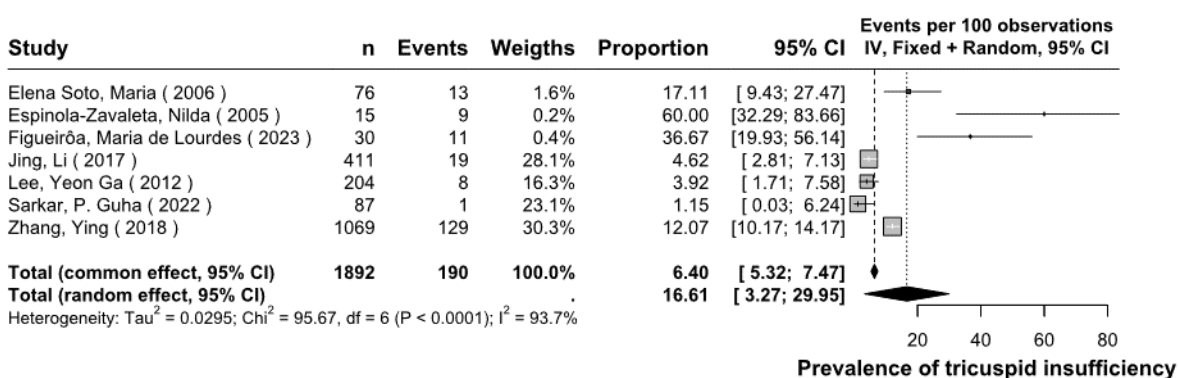 Events per 100 observations
Study n Events Weigths Proportion 95% CI IV, Fixed + Random, 95% CI
Elena Soto, Maria ( 2006 ) 76 13 1.6% 17.11 [ 9.43; 27.47]
Espinola-Zavaleta, Nilda ( 2005 ) 15 9 0.2% 60.00 [32.29; 83.66]
Figueirôa, Maria de Lourdes ( 2023 ) 30 11 0.4% 36.67 [19.93; 56.14]
Jing, Li ( 2017 ) 411 19 28.1% 4.62 [ 2.81; 7.13]
Lee, Yeon Ga ( 2012 ) 204 8 16.3% 3.92 [ 1.71; 7.58]
Sarkar, P. Guha ( 2022 ) 87 1 23.1% 1.15 [ 0.03; 6.24]
Zhang, Ying ( 2018 ) 1069 129 30.3% 12.07 [10.17; 14.17]
Total (common effect, 95% CI) 1892 190 100.0% 6.40 [ 5.32; 7.47]
Total (random effect, 95% CI) . 16.61 [ 3.27; 29.95]
Heterogeneity: Tau² = 0.0295; Chi² = 95.67, df = 6 (P < 0.0001); I² = 93.7%
20 40 60 80
Prevalence of tricuspid insufficiency